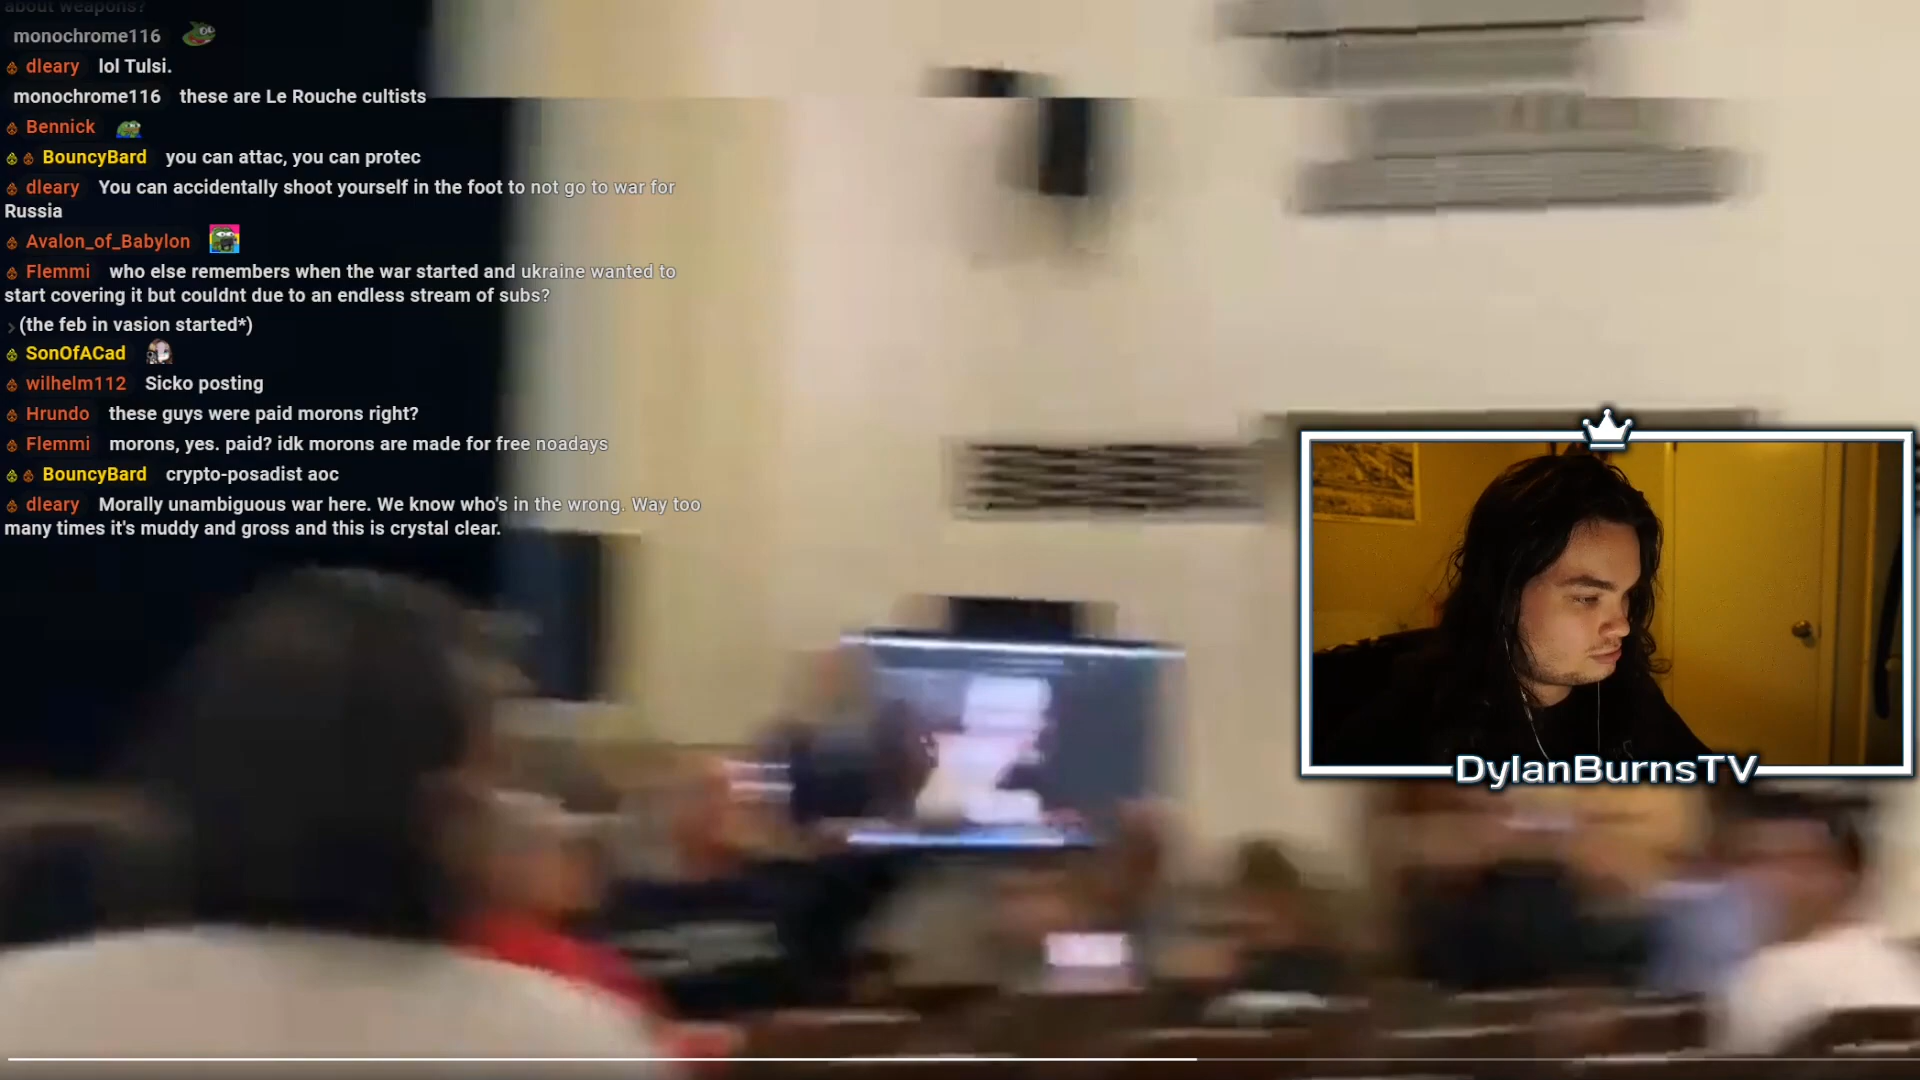 about weapons?
monochrome116
dleary lol Tulsi.
monochrome116 these are Le Rouche cultists
Bennick
BouncyBard you can attac, you can protec
dleary You can accidentally shoot yourself in the foot to not go to war for
Russia
Avalon_of_Babylon
Flemmi who else remembers when the war started and ukraine wanted to
start covering it but couldnt due to an endless stream of subs?
>(the feb in vasion started*)
SonOfACad
wilhelm112 Sicko posting
Hrundo these guys were paid morons right?
Flemmi morons, yes. paid? idk morons are made for free noadays
BouncyBard crypto-posadist aoc
dleary Morally unambiguous war here. We know who's in the wrong. Way too
many times it's muddy and gross and this is crystal clear.
DylanBurnsTV